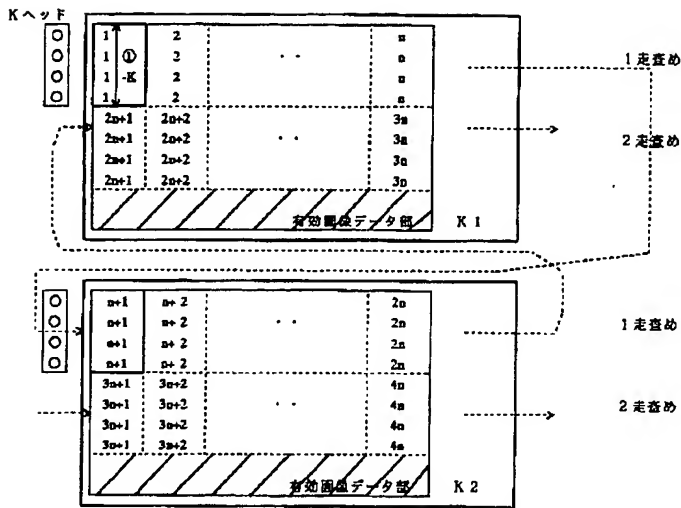 Kヘッド
1 2 ・・ n 1走査め
1 ① 2 n
1 -K 2 n
1 2 n
2n+1 2n+2 ・・ 3n 2走査め
2n+1 2n+2 3n
2n+1 2n+2 3n
2n+1 2n+2 3n
有効画像データ部 K1
n+1 n+2 ・・ 2n 1走査め
n+1 n+2 2n
n+1 n+2 2n
n+1 n+2 2n
3n+1 3n+2 ・・ 4n 2走査め
3n+1 3n+2 4n
3n+1 3n+2 4n
3n+1 3n+2 4n
有効画像データ部 K2